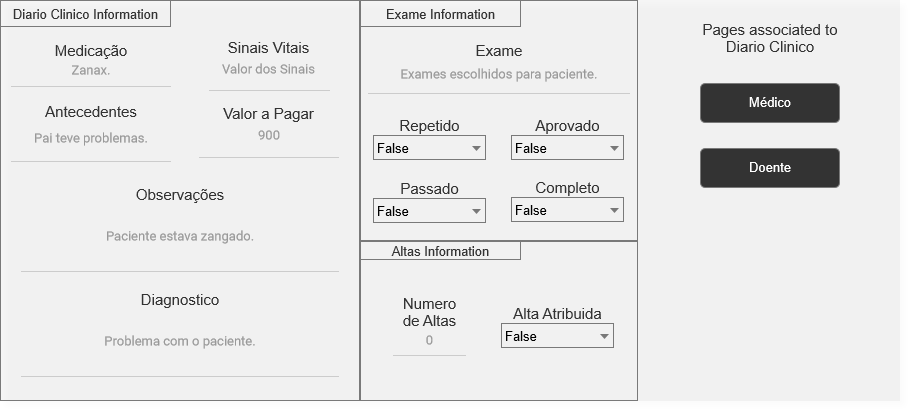 Diario Clinico Information
Medicação
Zanax.
Sinais Vitais
Valor dos Sinais
Antecedentes
Pai teve problemas.
Valor a Pagar
900
Observações
Paciente estava zangado.
Diagnostico
Problema com o paciente.
Exame Information
Exame
Exames escolhidos para paciente.
Repetido
False
Aprovado
False
Passado
False
Completo
False
Altas Information
Numero
de Altas
0
Alta Atribuida
False
Pages associated to
Diario Clinico
Médico
Doente